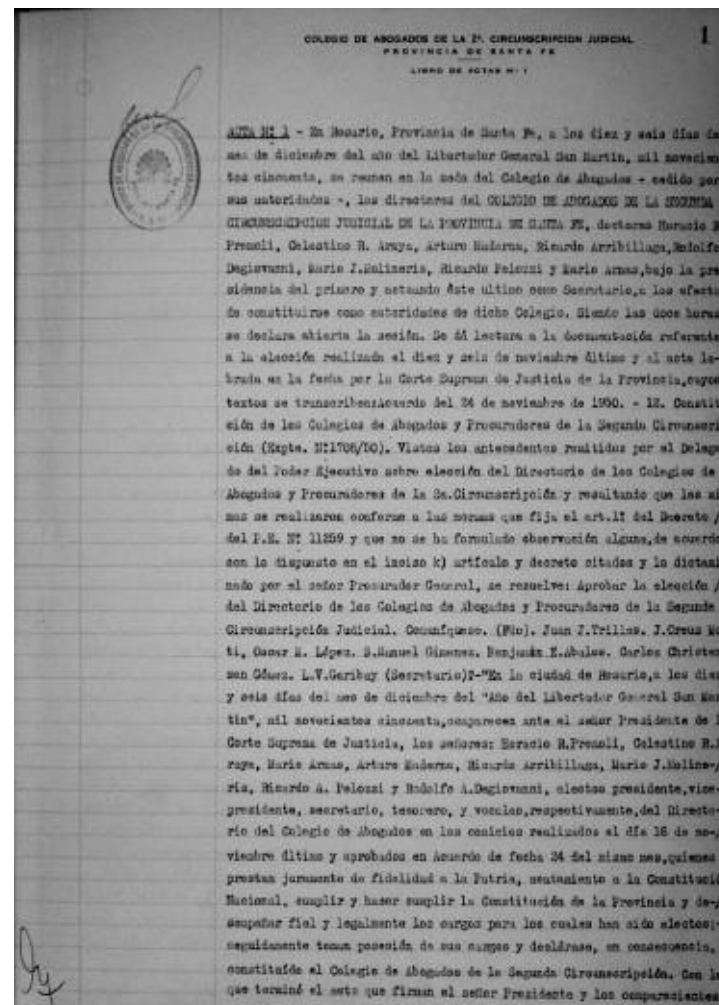 COLEGIO DE ABOGADOS DE LA 2ª. CIRCUNSCRIPCION JUDICIAL
1
PROVINCIA DE SANTA FE
LIBRO DE ACTAS Nº 1
ACTA Nº 1 - En Rosario, Provincia de Santa Fe, a los diez y seis días de
mes de diciembre del año del Libertador General San Martín, mil novecien
tos cincuenta, se reunen en la sede del Colegio de Abogados - cedido por
sus autoridades -, los directores del COLEGIO DE ABOGADOS DE LA SEGUNDA
CIRCUNSCRIPCION JUDICIAL DE LA PROVINCIA DE SANTA FE, doctores Horacio R
Premoli, Celestino R. Araya, Arturo Maderna, Ricardo Arribillaga, Rodolfo
Degiovanni, Mario J. Molineris, Ricardo Pelozzi y Mario Armas, bajo la pre
sidencia del primero y actuando éste ultimo como Secretario, a los efecto
de constituirse como autoridades de dicho Colegio. Siendo las doce horas
se declara abierta la sesión. Se dá lectura a la documentación referente
a la elección realizada el diez y seis de noviembre último y al acta la-
brada en la fecha por la Corte Suprema de Justicia de la Provincia, cuyos
textos se transcriben: Acuerdo del 24 de noviembre de 1950. - 12. Constit
ción de los Colegios de Abogados y Procuradores de la Segunda Circunscri
ción (Expte. Nº 1708/50). Vistos los antecedentes remitidos por el Delega
do del Poder Ejecutivo sobre elección del Directorio de los Colegios de
Abogados y Procuradores de la 2a. Circunscripción y resultando que las mi
mas se realizaron conforme a las normas que fija el art. 1º del Decreto /
del P.E. Nº 11259 y que no se ha formulado observación alguna, de acuerdo
con lo dispuesto en el inciso k) artículo y decreto citados y lo dictami
nado por el señor Procurador General, se resuelve: Aprobar la elección /
del Directorio de los Colegios de Abogados y Procuradores de la Segunda
Circunscripción Judicial. Comuníquese. (Fdo). Juan J. Trillas. J. Creus Mo
ti, Oscar M. López. S. Manuel Gimenez. Benjamín E. Abalos. Carlos Christen
sen Gómez. L.V. Garibay (Secretario)"-"En la ciudad de Rosario, a los diez
y seis días del mes de diciembre del "Año del Libertador General San Mar
tín", mil novecientos cincuenta, comparecen ante el señor Presidente de l
Corte Suprema de Justicia, los señores: Horacio R. Premoli, Celestino R. A
raya, Mario Armas, Arturo Maderna, Ricardo Arribillaga, Mario J. Moline-/
ris, Ricardo A. Pelozzi y Rodolfo A. Degiovanni, electos presidente, vice-
presidente, secretario, tesorero, y vocales, respectivamente, del Directo-
rio del Colegio de Abogados en los comicios realizados el día 16 de no-/
viembre último y aprobados en Acuerdo de fecha 24 del mismo mes, quienes
prestan juramento de fidelidad a la Patria, acatamiento a la Constitució
Nacional, cumplir y hacer cumplir la Constitución de la Provincia y de-/
sempeñar fiel y legalmente los cargos para los cuales han sido electos;
seguidamente toman posesión de sus cargos y declárase, en consecuencia,
constituído el Colegio de Abogados de la Segunda Circunscripción. Con lo
que terminó el acto que firman el señor Presidente y los comparecientes